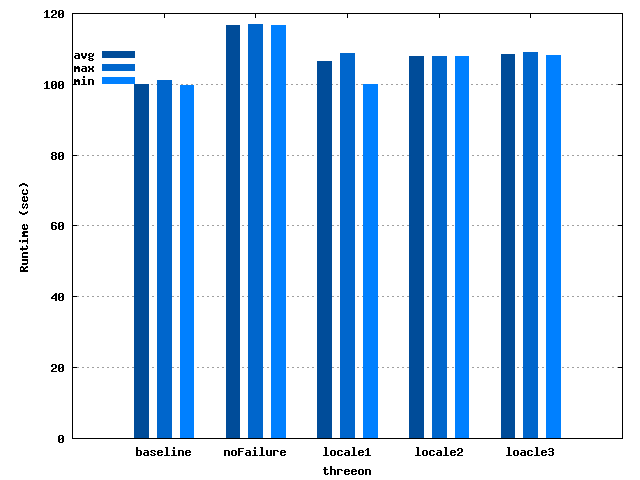 120
100
80
60
40
20
0
Runtime (sec)
avg
max
min
baseline noFailure locale1 locale2 loacle3
threeon